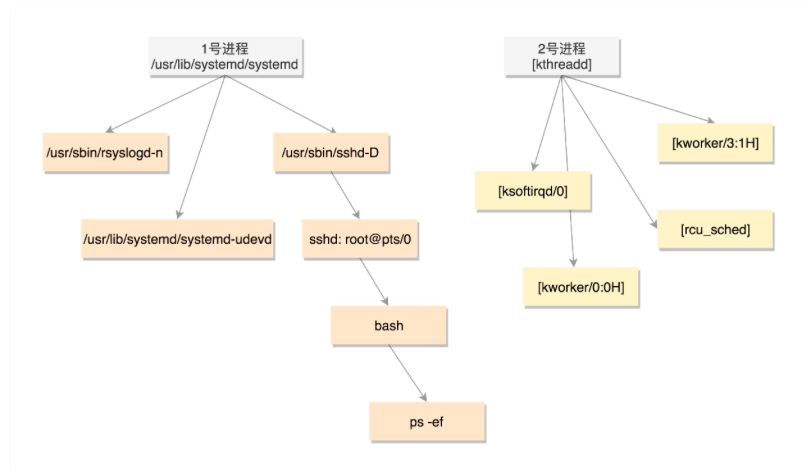 1号进程
/usr/lib/systemd/systemd
2号进程
[kthreadd]
/usr/sbin/rsyslogd-n
/usr/sbin/sshd-D
[kworker/3:1H]
[ksoftirqd/0]
/usr/lib/systemd/systemd-udevd
sshd: root@pts/0
[rcu_sched]
[kworker/0:0H]
bash
ps -ef